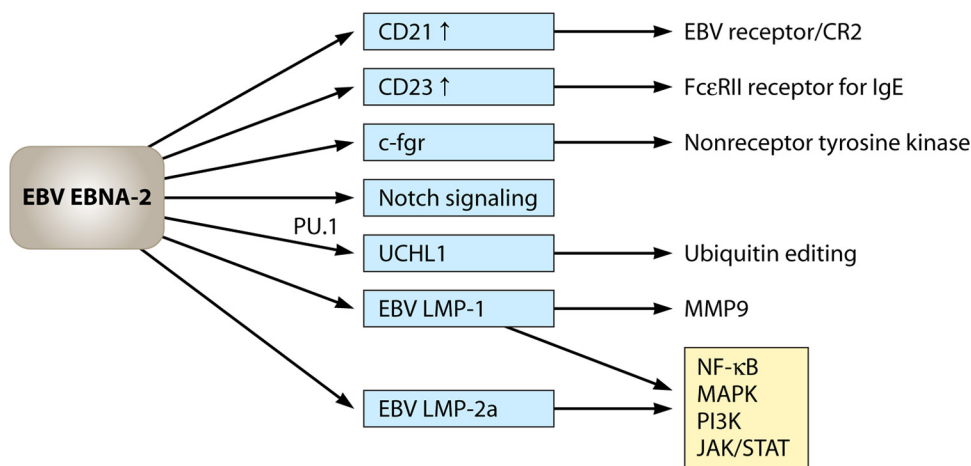 CD21 ↑
EBV receptor/CR2
CD23 ↑
FcεRII receptor for IgE
c-fgr
Nonreceptor tyrosine kinase
EBV EBNA-2
Notch signaling
PU.1
UCHL1
Ubiquitin editing
EBV LMP-1
MMP9
NF-κB
MAPK
PI3K
JAK/STAT
EBV LMP-2a